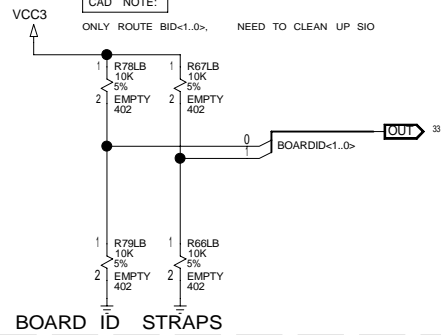 CAD NOTE:
ONLY ROUTE BID<1..0>, NEED TO CLEAN UP SIO
VCC3
1 R78LB
10K
5%
2 EMPTY
402
1 R67LB
10K
5%
2 EMPTY
402
0
1
BOARDID<1..0>
OUT 33
1 R79LB
10K
5%
2 EMPTY
402
1 R66LB
10K
5%
2 EMPTY
402
BOARD ID STRAPS